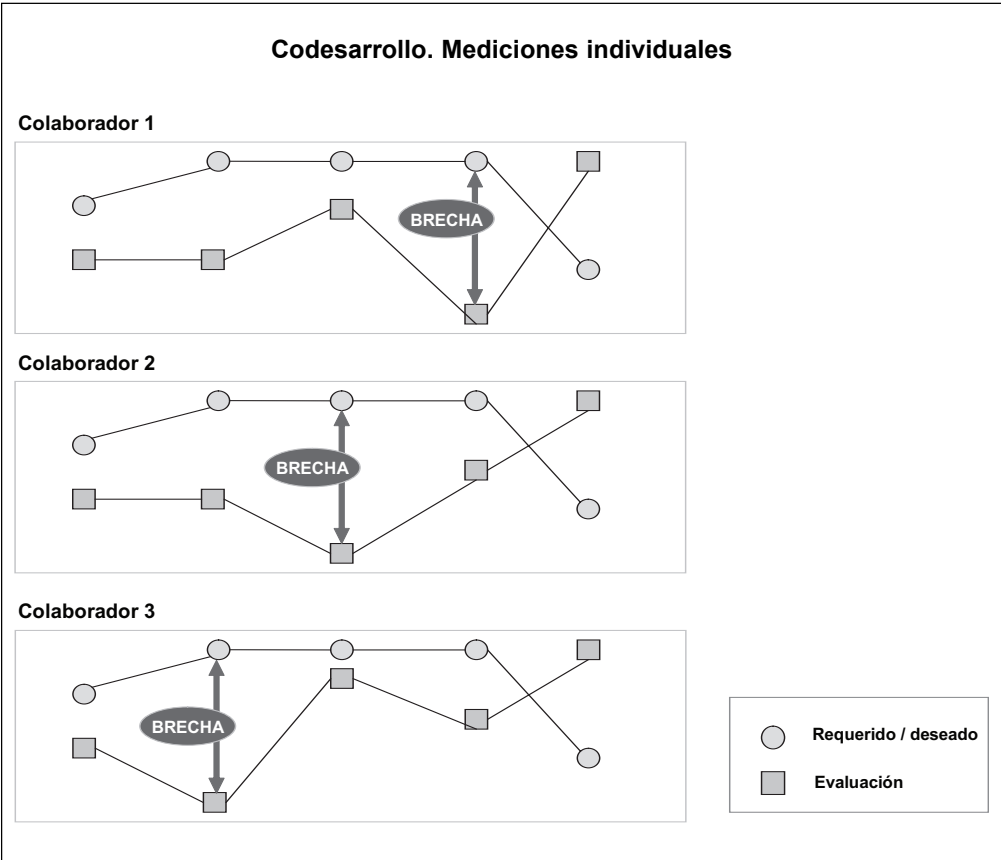 Codesarrollo. Mediciones individuales
Colaborador 1
BRECHA
Colaborador 2
BRECHA
Colaborador 3
BRECHA
Requerido / deseado
Evaluación